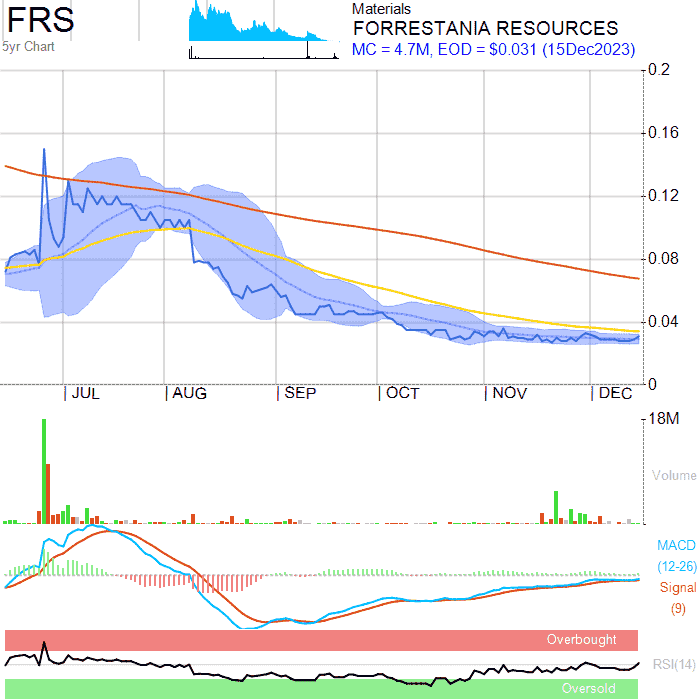 FRS
5yr Chart
Materials
FORRESTANIA RESOURCES
MC = 4.7M, EOD = $0.031 (15Dec2023)
0.2
0.16
0.12
0.08
0.04
0
JUL
AUG
SEP
OCT
NOV
DEC
18M
Volume
MACD
(12-26)
Signal
(9)
Overbought
RSI(14)
Oversold